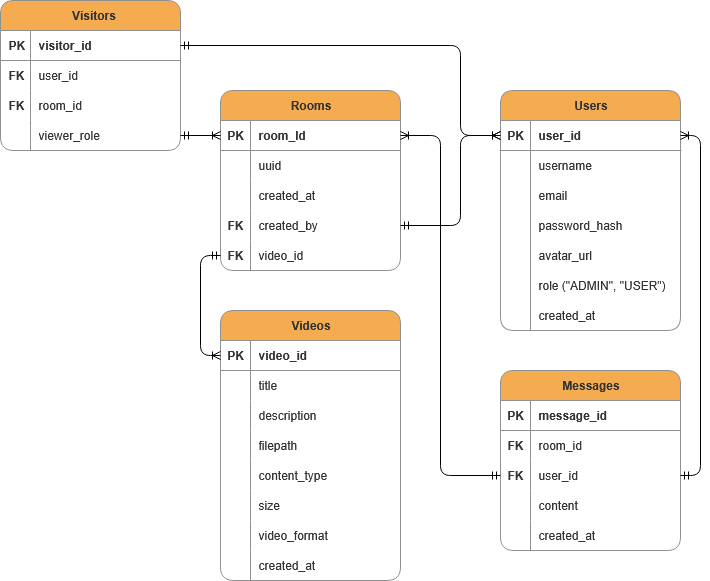 Visitors
PK visitor_id
FK user_id
FK room_id
viewer_role
Rooms
PK room_Id
uuid
created_at
FK created_by
FK video_id
Users
PK user_id
username
email
password_hash
avatar_url
role ("ADMIN", "USER")
created_at
Videos
PK video_id
title
description
filepath
content_type
size
video_format
created_at
Messages
PK message_id
FK room_id
FK user_id
content
created_at